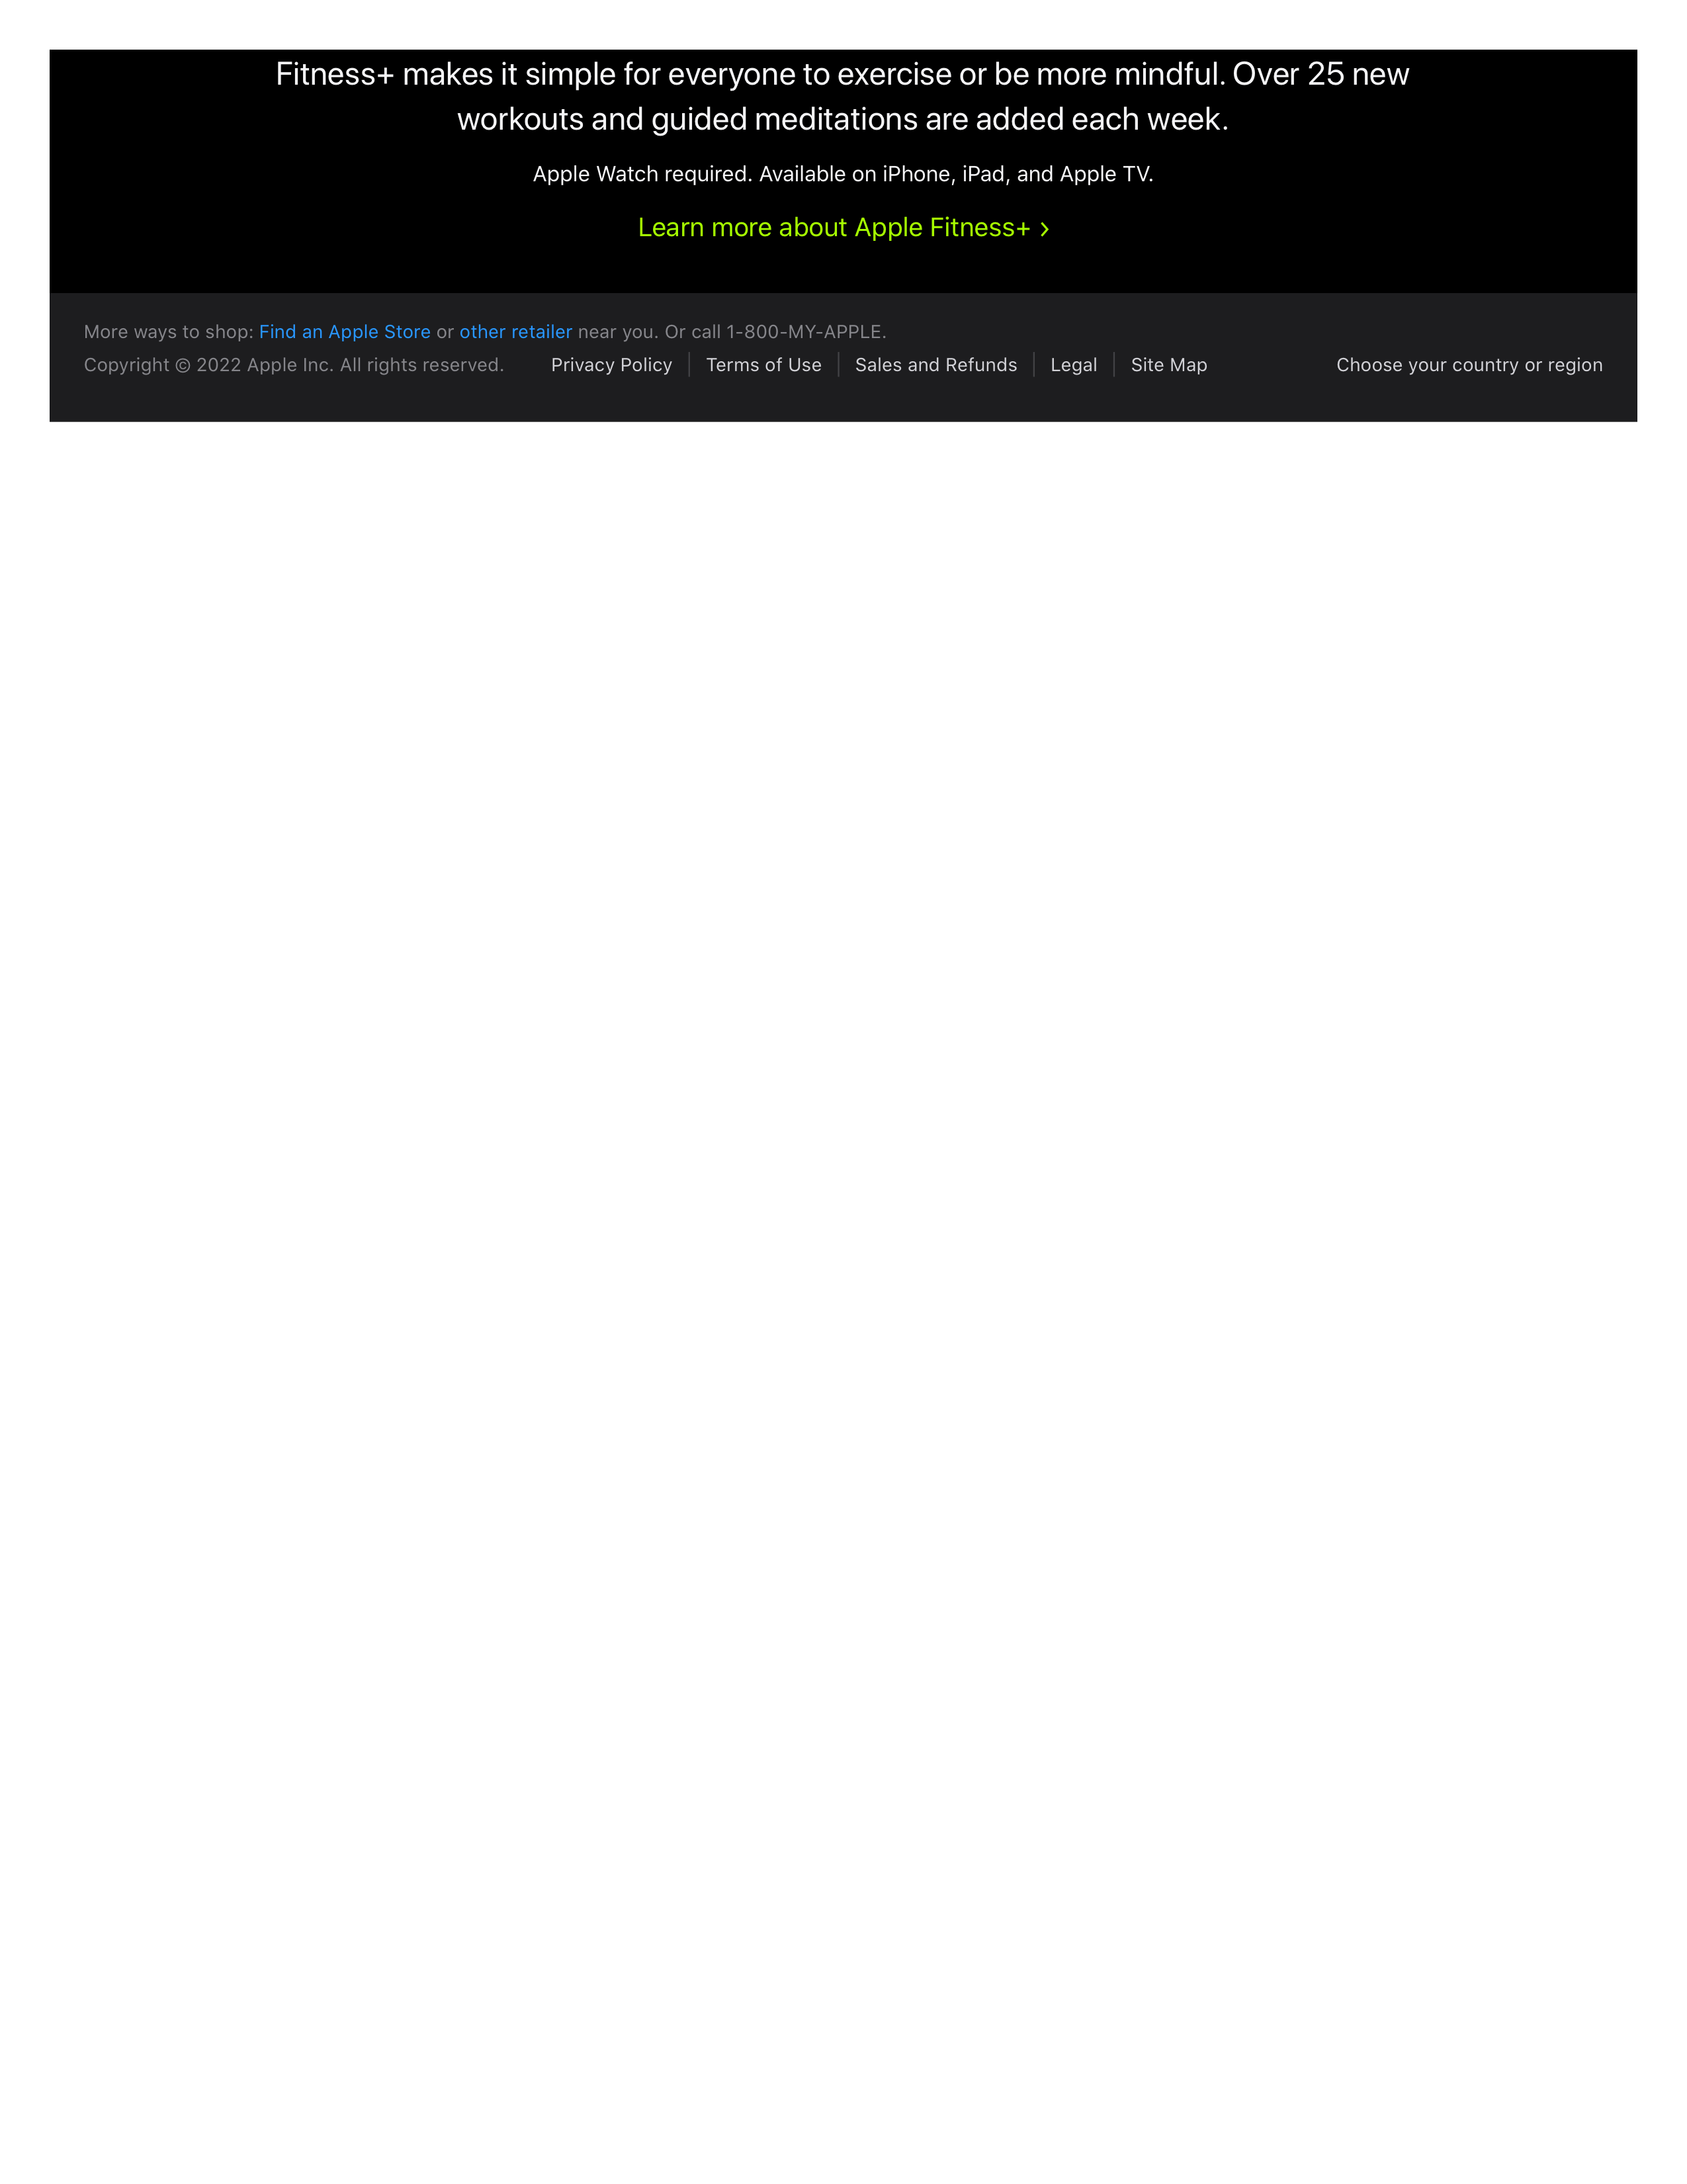 Fitness+ makes it simple for everyone to exercise or be more mindful. Over 25 new
workouts and guided meditations are added each week.
Apple Watch required. Available on iPhone, iPad, and Apple TV.
Learn more about Apple Fitness+ ›
More ways to shop: Find an Apple Store or other retailer near you. Or call 1-800-MY-APPLE.
Copyright © 2022 Apple Inc. All rights reserved. Privacy Policy Terms of Use Sales and Refunds Legal Site Map Choose your country or region